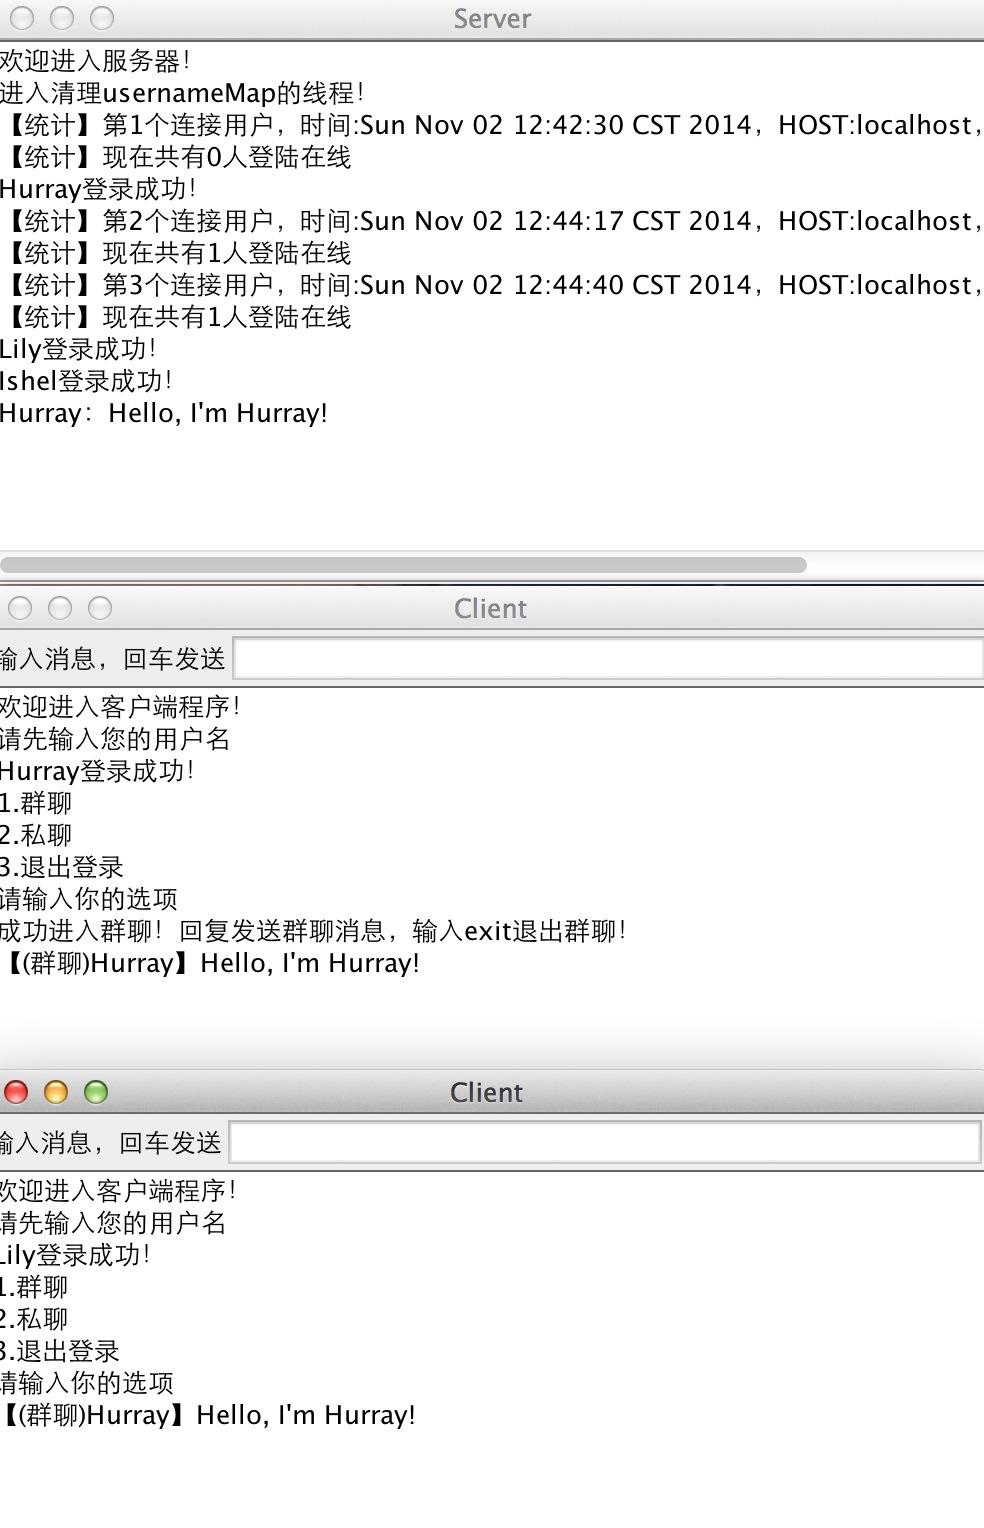 Server
欢迎进入服务器！
进入清理usernameMap的线程！
【统计】第1个连接用户，时间:Sun Nov 02 12:42:30 CST 2014，HOST:localhost，
【统计】现在共有0人登陆在线
Hurray登录成功！
【统计】第2个连接用户，时间:Sun Nov 02 12:44:17 CST 2014，HOST:localhost，
【统计】现在共有1人登陆在线
【统计】第3个连接用户，时间:Sun Nov 02 12:44:40 CST 2014，HOST:localhost，
【统计】现在共有1人登陆在线
Lily登录成功！
Ishel登录成功！
Hurray：Hello, I'm Hurray!
Client
输入消息，回车发送
欢迎进入客户端程序！
请先输入您的用户名
Hurray登录成功！
1.群聊
2.私聊
3.退出登录
请输入你的选项
成功进入群聊！回复发送群聊消息，输入exit退出群聊！
【(群聊)Hurray】Hello, I'm Hurray!
Client
输入消息，回车发送
欢迎进入客户端程序！
请先输入您的用户名
Lily登录成功！
1.群聊
2.私聊
3.退出登录
请输入你的选项
【(群聊)Hurray】Hello, I'm Hurray!